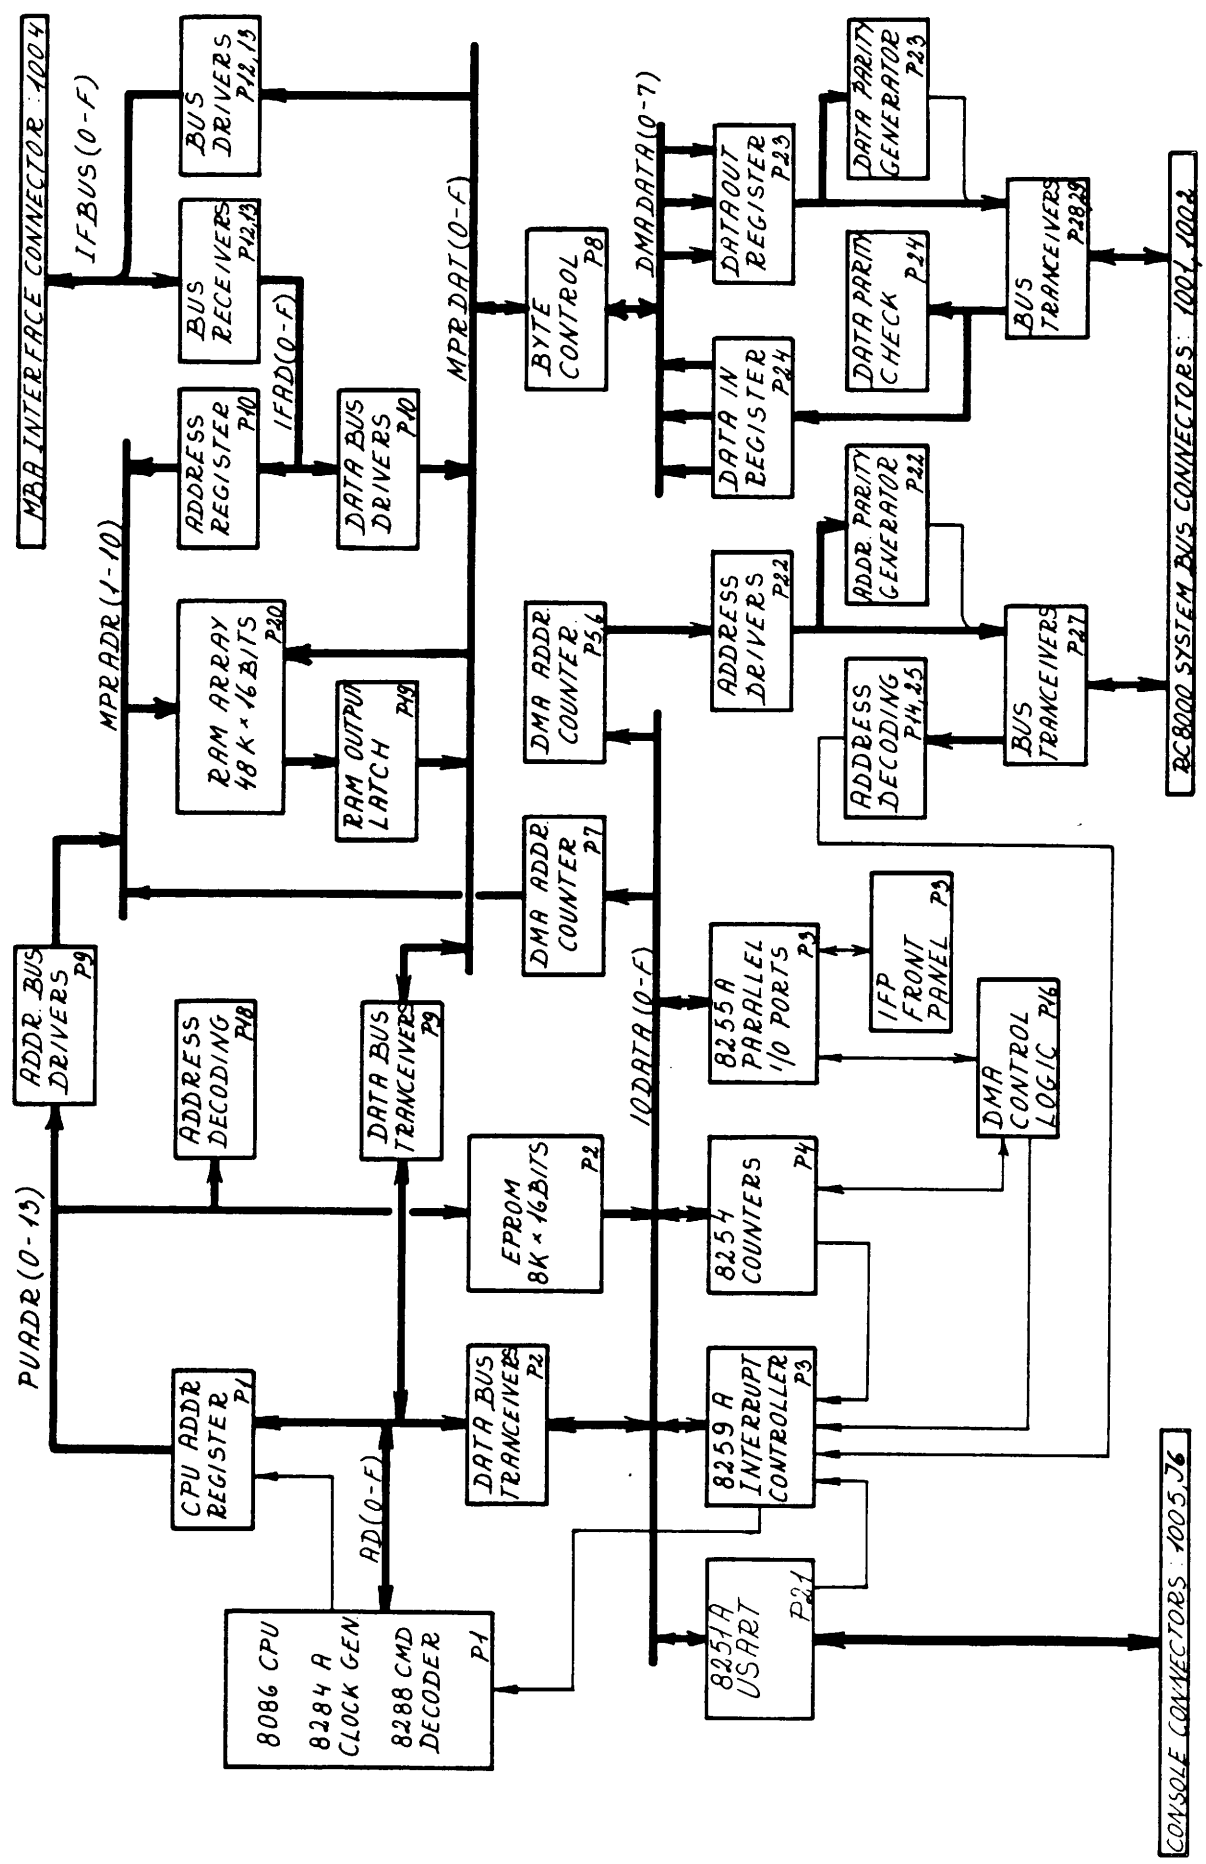 MBA INTERFACE CONNECTOR: 1004
IFBUS(0-F)
BUS
DRIVERS
P12,13
BUS
RECEIVERS
P12,13
ADDRESS
REGISTER
P10
IFAD(0-F)
DATA BUS
DRIVERS
P10
MPRADR(1-10)
RAM ARRAY
48K × 16BITS
P20
RAM OUTPUT
LATCH
P19
MPRDAT(0-F)
ADDR. BUS
DRIVERS
P9
ADDRESS
DECODING
P18
DATA BUS
TRANCEIVERS
P9
PUADR(0-13)
CPU ADDR
REGISTER
P1
AD(0-F)
8086 CPU
8284 A
CLOCK GEN
8288 CMD
DECODER
P1
DATA BUS
TRANCEIVERS
P2
EPROM
8K × 16BITS
P2
DMA ADDR.
COUNTER
P7
DMA ADDR.
COUNTER
P5,6
BYTE
CONTROL
P8
IODATA(0-F)
DMADATA(0-7)
8251A
USART
P21
8259A
INTERRUPT
CONTROLLER
P3
8254
COUNTERS
P4
8255A
PARALLEL
I/O PORTS
P3
IFP
FRONT
PANEL
P3
DMA
CONTROL
LOGIC
P16
ADDRESS
DRIVERS
P22
ADDR. PARITY
GENERATOR
P22
ADDRESS
DECODING
P14,25
BUS
TRANCEIVERS
P27
DATA IN
REGISTER
P24
DATAOUT
REGISTER
P23
DATA PARITY
CHECK
P24
DATA PARITY
GENERATOR
P23
BUS
TRANCEIVERS
P28,29
RC8000 SYSTEM BUS CONNECTORS: 1001,1002
CONSOLE CONNECTORS: 1005,J6